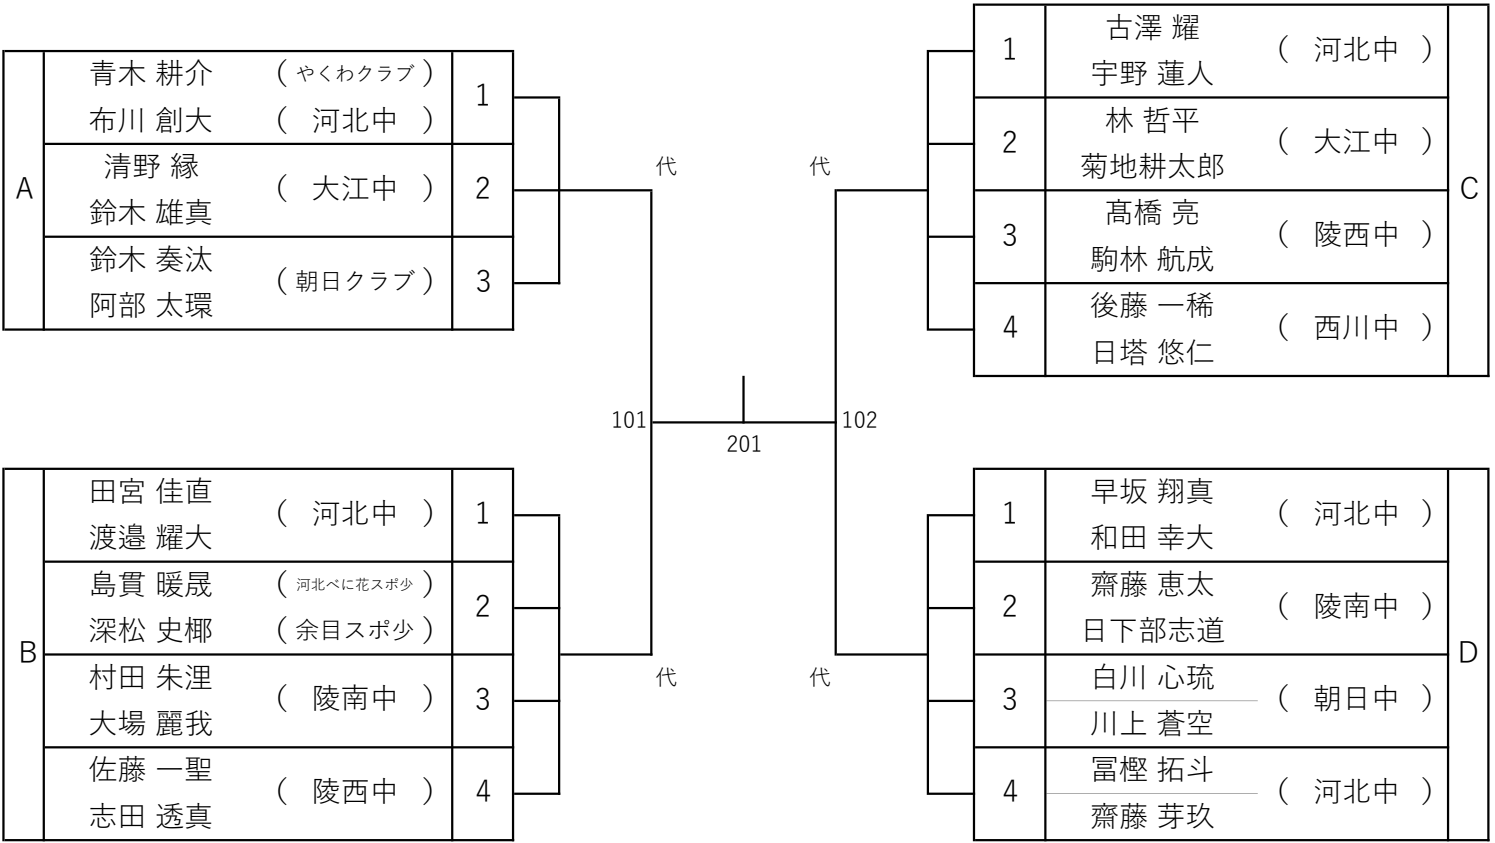 A
青木 耕介 （ やくわクラブ ） 1
布川 創大 （ 河北中 ）
清野 縁 （ 大江中 ） 2
鈴木 雄真
鈴木 奏汰 （ 朝日クラブ ） 3
阿部 太環
代
B
田宮 佳直 （ 河北中 ） 1
渡邉 耀大
島貫 暖晟 （ 河北べに花スポ少 ） 2
深松 史椰 （ 余目スポ少 ）
村田 朱浬 （ 陵南中 ） 3
大場 麗我
佐藤 一聖 （ 陵西中 ） 4
志田 透真
代
101
201
102
代
C
1 古澤 耀 （ 河北中 ）
宇野 蓮人
2 林 哲平 （ 大江中 ）
菊地耕太郎
3 髙橋 亮 （ 陵西中 ）
駒林 航成
4 後藤 一稀 （ 西川中 ）
日塔 悠仁
代
D
1 早坂 翔真 （ 河北中 ）
和田 幸大
2 齋藤 恵太 （ 陵南中 ）
日下部志道
3 白川 心琉 （ 朝日中 ）
川上 蒼空
4 冨樫 拓斗 （ 河北中 ）
齋藤 芽玖